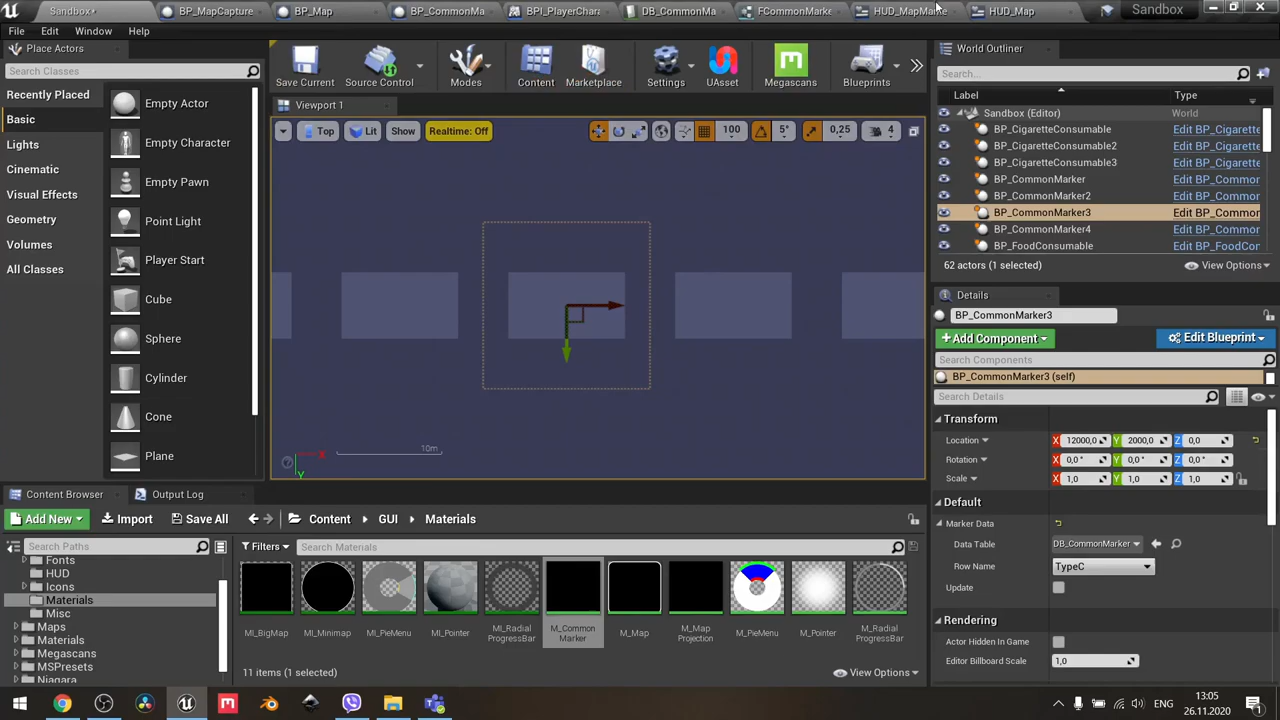 Sandbox•
BP_MapCapture
BP_Map
BP_CommonMa
BPI_PlayerChara
DB_CommonMa
FCommonMarke
HUD_MapMarke
HUD_Map
Sandbox
File
Edit
Window
Help
Place Actors
Search Classes
Recently Placed
Basic
Lights
Cinematic
Visual Effects
Geometry
Volumes
All Classes
Empty Actor
Empty Character
Empty Pawn
Point Light
Player Start
Cube
Sphere
Cylinder
Cone
Plane
Save Current
Source Control
Modes
Content
Marketplace
Settings
UAsset
Megascans
Blueprints
Viewport 1
Top
Lit
Show
Realtime: Off
100
5°
0,25
4
10m
X
Y
World Outliner
Search...
Label
Type
Sandbox (Editor)
World
BP_CigaretteConsumable
Edit BP_Cigarette
BP_CigaretteConsumable2
Edit BP_Cigarette
BP_CigaretteConsumable3
Edit BP_Cigarette
BP_CommonMarker
Edit BP_Common
BP_CommonMarker2
Edit BP_Common
BP_CommonMarker3
Edit BP_Common
BP_CommonMarker4
Edit BP_Common
BP_FoodConsumable
Edit BP_FoodCon
62 actors (1 selected)
View Options
Details
BP_CommonMarker3
Add Component
Edit Blueprint
Search Components
BP_CommonMarker3 (self)
Search Details
Transform
Location
X 12000,0 Y 2000,0 Z 0,0
Rotation
X 0,0° Y 0,0° Z 0,0°
Scale
X 1,0 Y 1,0 Z 1,0
Default
Marker Data
Data Table
DB_CommonMarker
Row Name
TypeC
Update
Rendering
Actor Hidden In Game
Editor Billboard Scale
1,0
Content Browser
Output Log
Add New
Import
Save All
Content
GUI
Materials
Search Paths
Filters
Search Materials
Fonts
HUD
Icons
Materials
Misc
Maps
Materials
Megascans
MSPresets
Niagara
MI_BigMap
MI_Minimap
MI_PieMenu
MI_Pointer
MI_Radial
ProgressBar
M_Common
Marker
M_Map
M_Map
Projection
M_PieMenu
M_Pointer
M_Radial
ProgressBar
11 items (1 selected)
View Options
ENG
13:05
26.11.2020
1